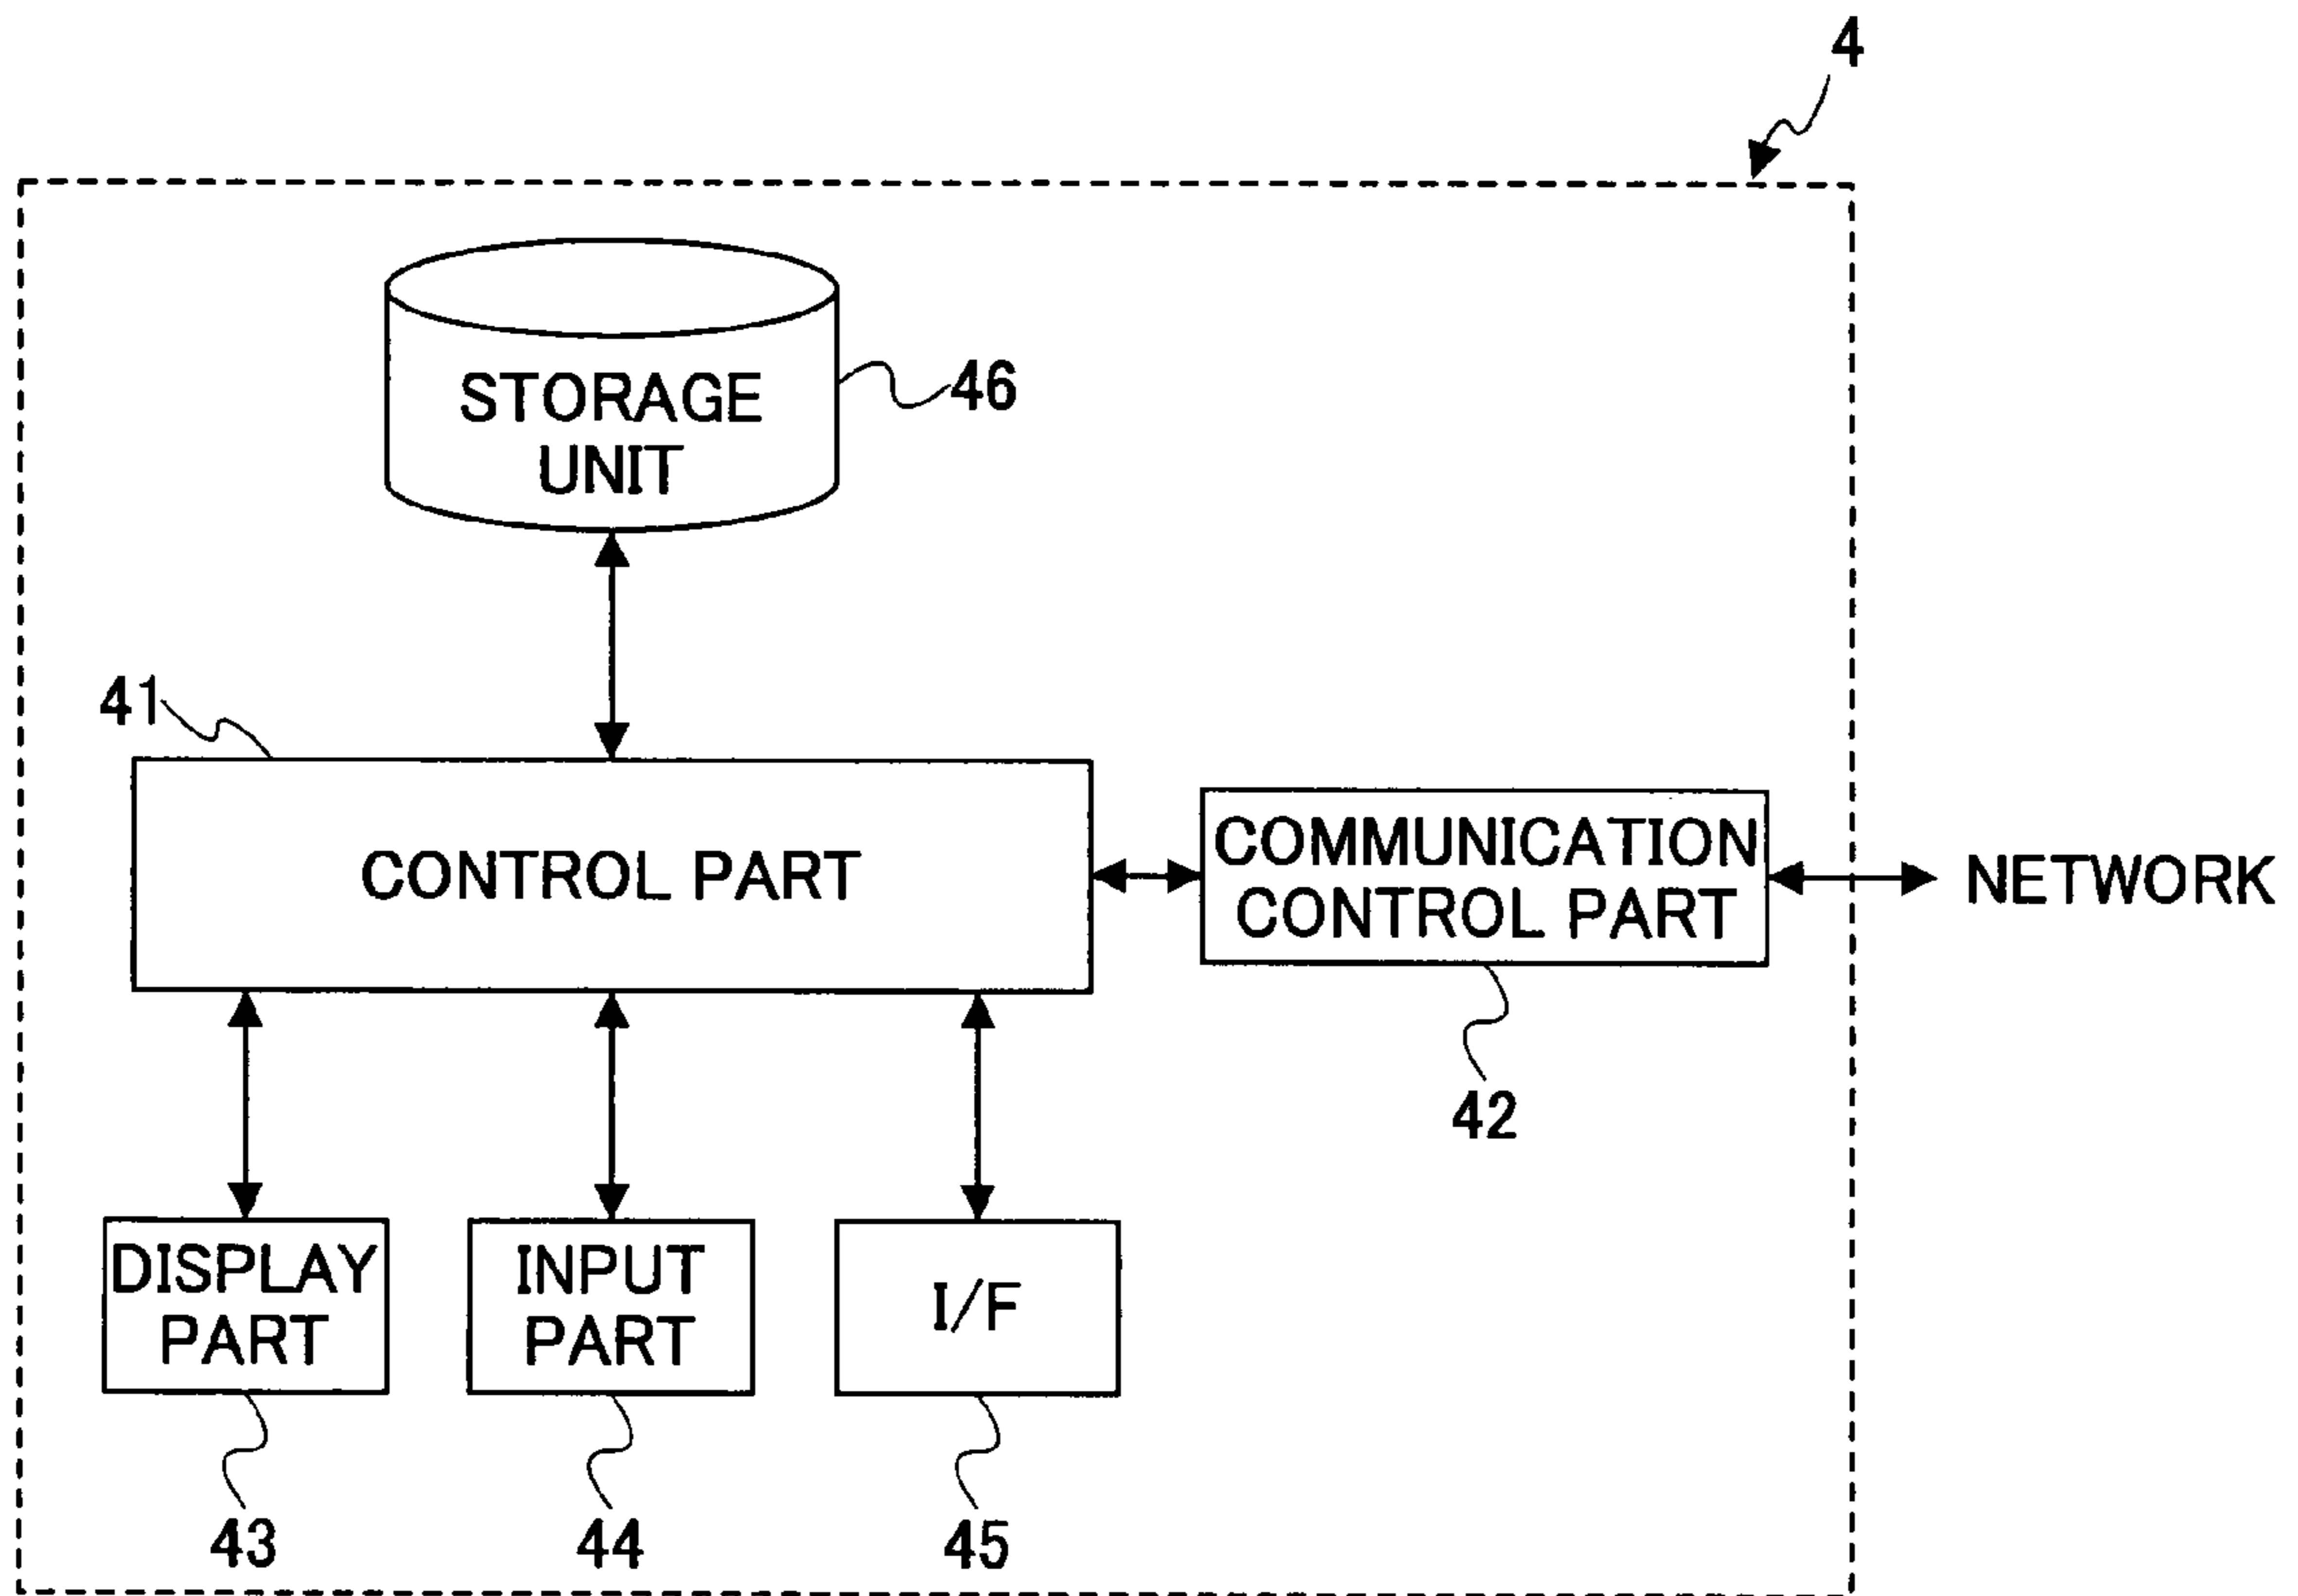 4
STORAGE
UNIT
46
41
CONTROL PART
COMMUNICATION
CONTROL PART
NETWORK
42
DISPLAY
PART
INPUT
PART
I/F
43
44
45